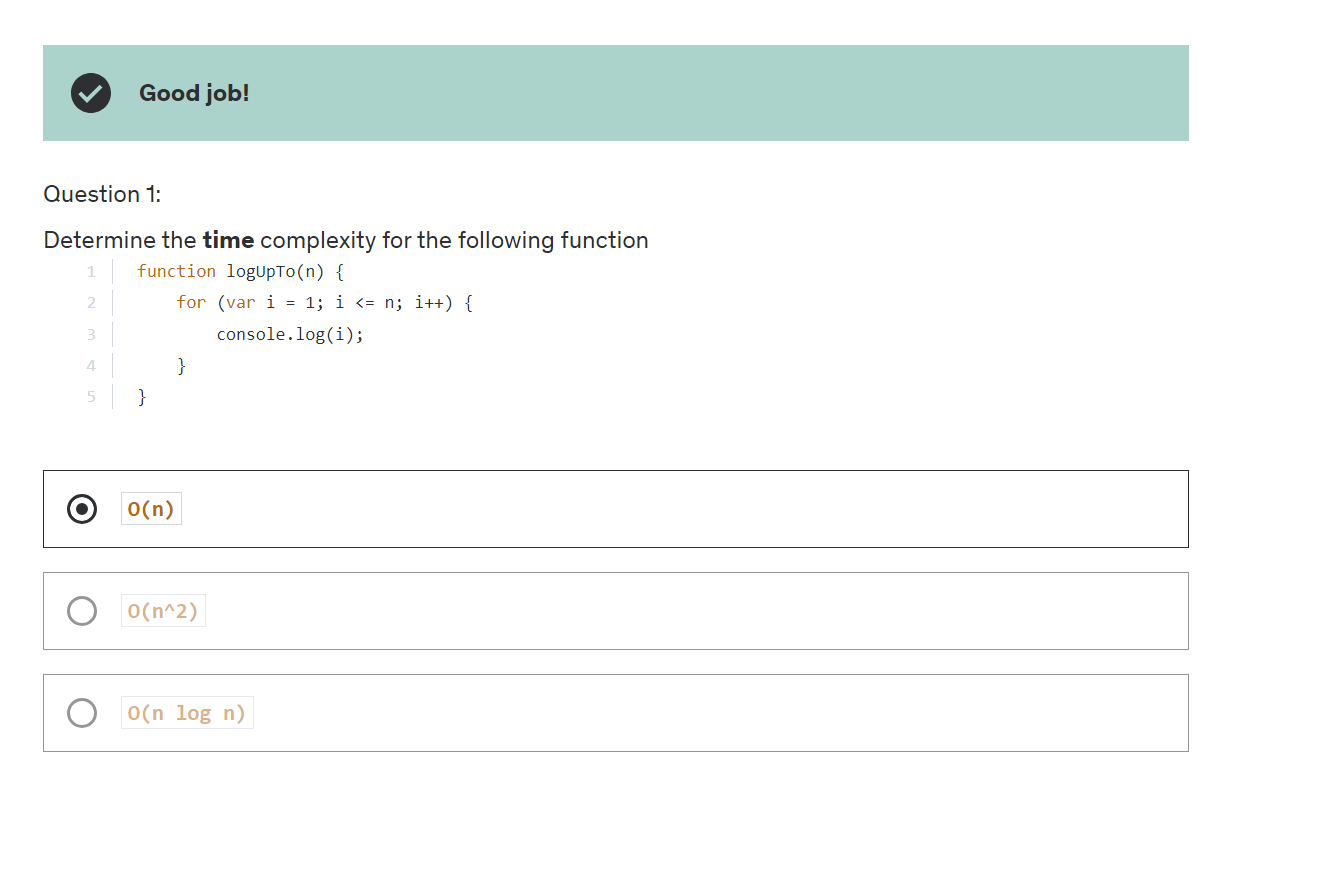 Good job!
Question 1:
Determine the time complexity for the following function
1 function logUpTo(n) {
2 for (var i = 1; i <= n; i++) {
3 console.log(i);
4 }
5 }
O(n)
O(n^2)
O(n log n)